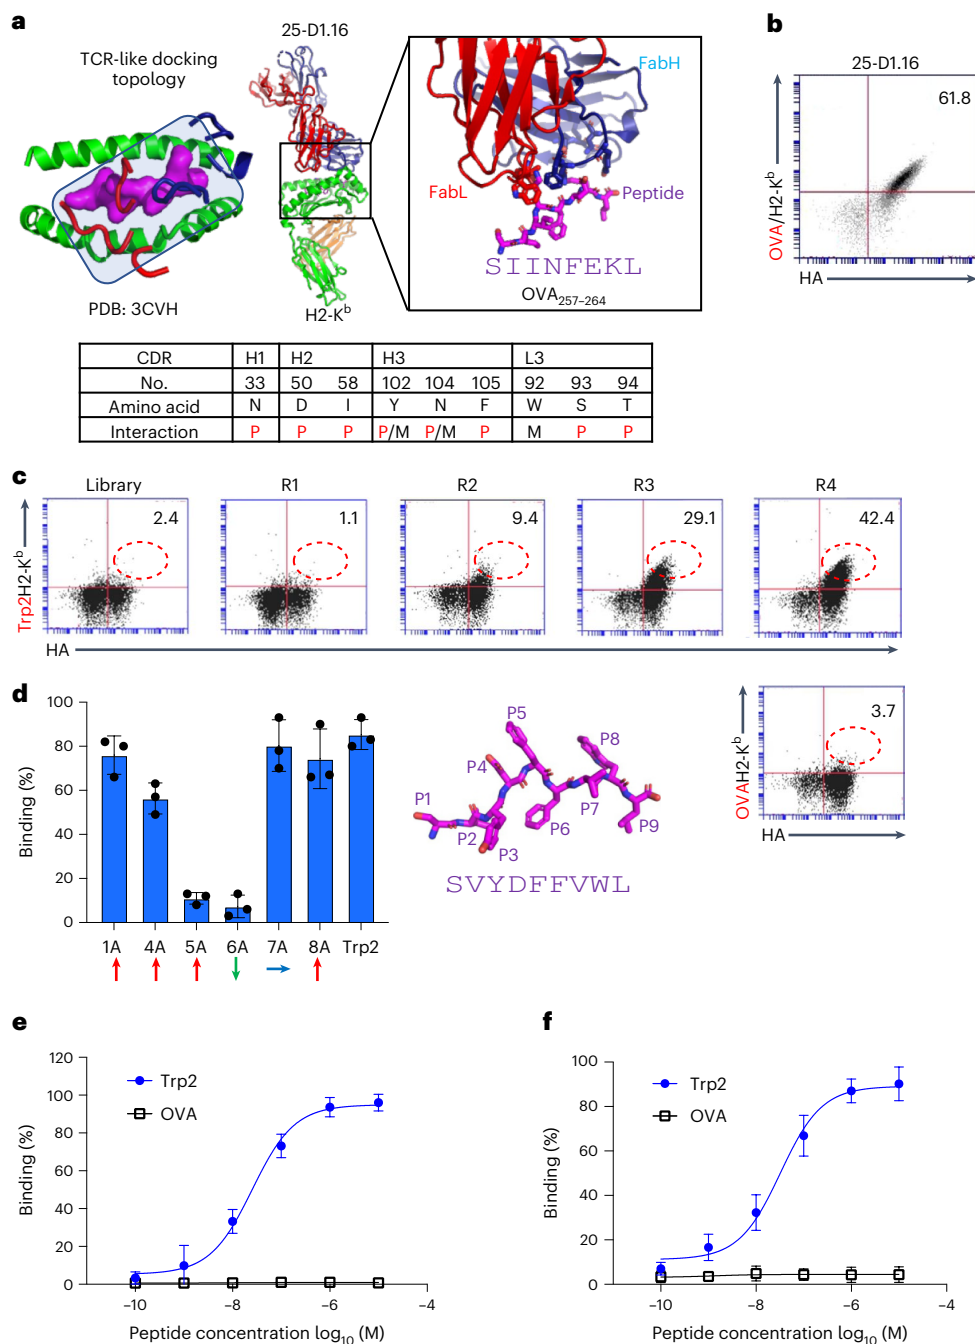 a
TCR-like docking
topology
PDB: 3CVH
25-D1.16
H2-Kb
FabH
FabL
Peptide
SIINFEKL
OVA257–264
b
25-D1.16
61.8
OVA/H2-Kb
HA
CDR H1 H2 H3 L3
No. 33 50 58 102 104 105 92 93 94
Amino acid N D I Y N F W S T
Interaction P P P P/M P/M P M P P
c
Library R1 R2 R3 R4
2.4 1.1 9.4 29.1 42.4
Trp2H2-Kb
HA
3.7
OVAH2-Kb
HA
d
100
80
60
40
20
0
Binding (%)
1A 4A 5A 6A 7A 8A Trp2
P1
P2
P3
P4
P5
P6
P7
P8
P9
SVYDFFVWL
e
120
100
80
60
40
20
0
Binding (%)
Trp2
OVA
–10 –8 –6 –4
Peptide concentration log10 (M)
f
100
80
60
40
20
0
Binding (%)
Trp2
OVA
–10 –8 –6 –4
Peptide concentration log10 (M)